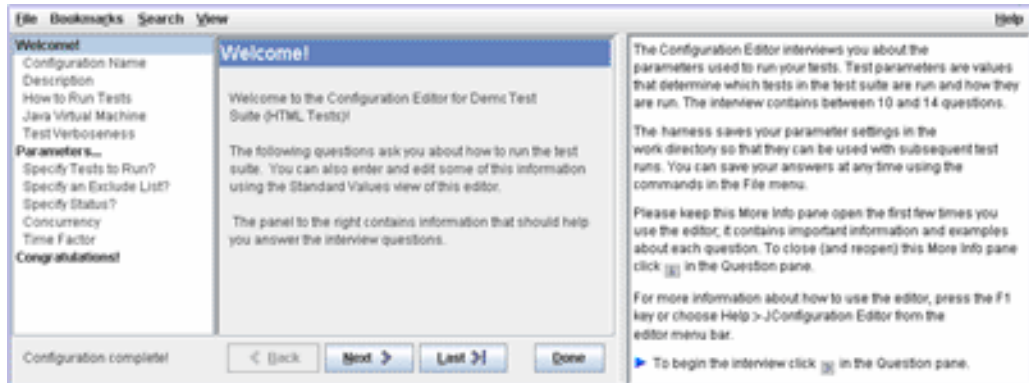 File Bookmarks Search View Help
Welcome!
Configuration Name
Description
How to Run Tests
Java Virtual Machine
Test Verboseness
Parameters...
Specify Tests to Run?
Specify an Exclude List?
Specify Status?
Concurrency
Time Factor
Congratulations!
Welcome!
Welcome to the Configuration Editor for Demo Test
Suite (HTML Tests)!
The following questions ask you about how to run the test
suite. You can also enter and edit some of this information
using the Standard Values view of this editor.
The panel to the right contains information that should help
you answer the interview questions.
Configuration complete!
Back Next Last Done
The Configuration Editor interviews you about the
parameters used to run your tests. Test parameters are values
that determine which tests in the test suite are run and how they
are run. The interview contains between 10 and 14 questions.
The harness saves your parameter settings in the
work directory so that they can be used with subsequent test
runs. You can save your answers at any time using the
commands in the File menu.
Please keep this More Info pane open the first few times you
use the editor, it contains important information and examples
about each question. To close (and reopen) this More Info pane
click in the Question pane.
For more information about how to use the editor, press the F1
key or choose Help > JConfiguration Editor from the
editor menu bar.
To begin the interview click in the Question pane.